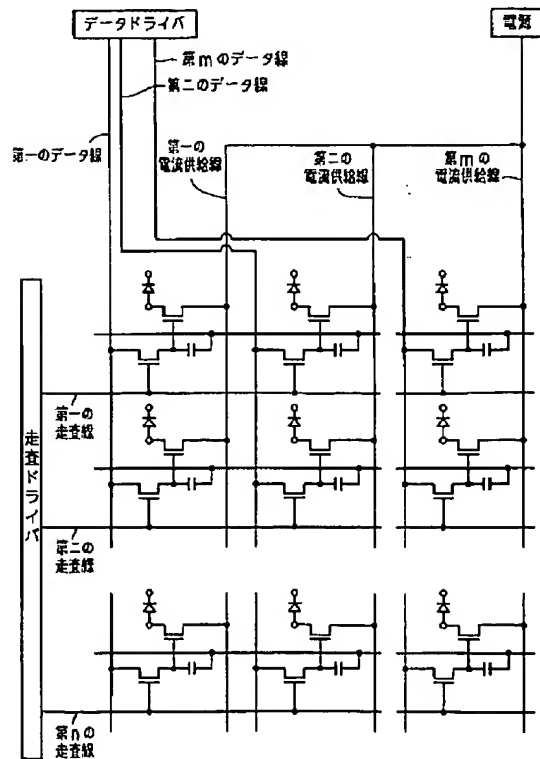 データドライバ
電源
第mのデータ線
第二のデータ線
第一のデータ線
第一の
電流供給線
第二の
電流供給線
第mの
電流供給線
走査ドライバ
第一の
走査線
第二の
走査線
第nの
走査線